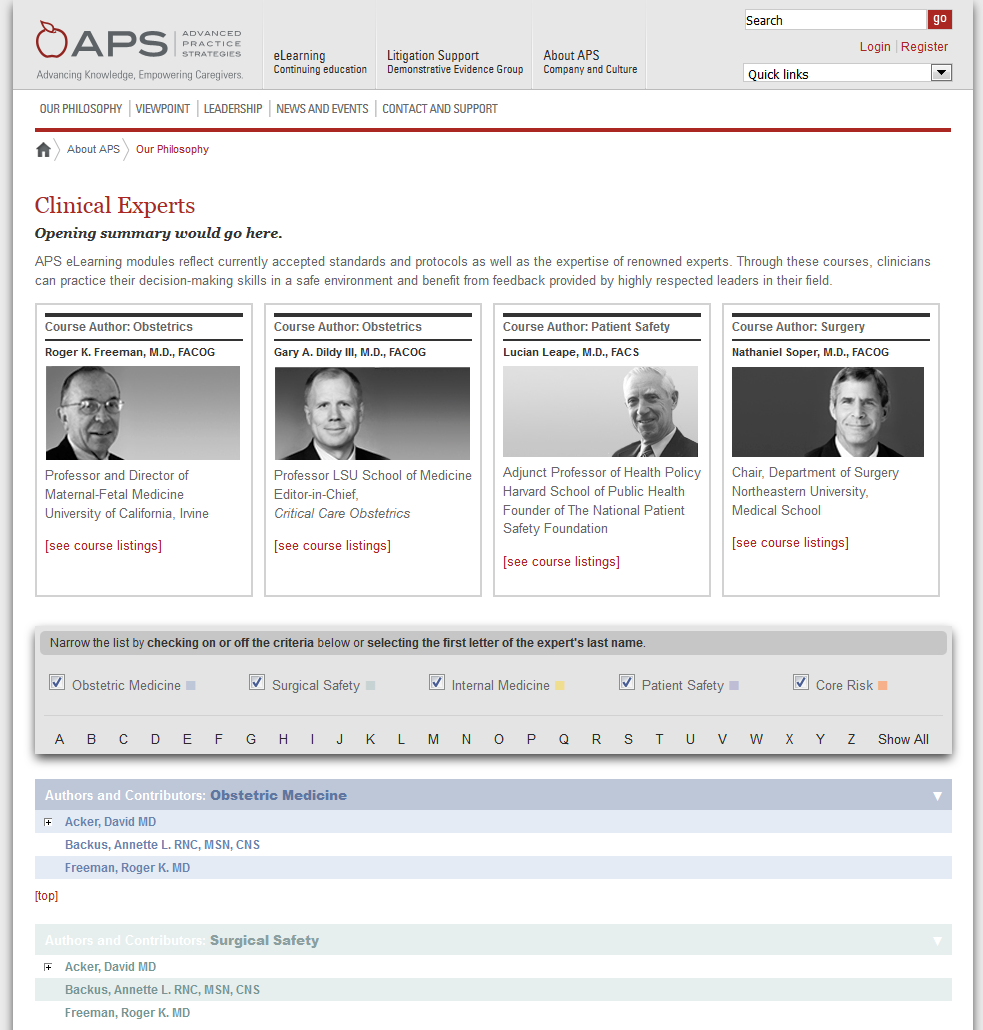 Search
go
APS ADVANCED PRACTICE STRATEGIES
Advancing Knowledge, Empowering Caregivers.
Login | Register
eLearning
Continuing education
Litigation Support
Demonstrative Evidence Group
About APS
Company and Culture
Quick links
OUR PHILOSOPHY | VIEWPOINT | LEADERSHIP | NEWS AND EVENTS | CONTACT AND SUPPORT
About APS
Our Philosophy
Clinical Experts
Opening summary would go here.
APS eLearning modules reflect currently accepted standards and protocols as well as the expertise of renowned experts. Through these courses, clinicians
can practice their decision-making skills in a safe environment and benefit from feedback provided by highly respected leaders in their field.
Course Author: Obstetrics
Roger K. Freeman, M.D., FACOG
Professor and Director of
Maternal-Fetal Medicine
University of California, Irvine
[see course listings]
Course Author: Obstetrics
Gary A. Dildy III, M.D., FACOG
Professor LSU School of Medicine
Editor-in-Chief,
Critical Care Obstetrics
[see course listings]
Course Author: Patient Safety
Lucian Leape, M.D., FACS
Adjunct Professor of Health Policy
Harvard School of Public Health
Founder of The National Patient
Safety Foundation
[see course listings]
Course Author: Surgery
Nathaniel Soper, M.D., FACOG
Chair, Department of Surgery
Northeastern University,
Medical School
[see course listings]
Narrow the list by checking on or off the criteria below or selecting the first letter of the expert's last name.
Obstetric Medicine
Surgical Safety
Internal Medicine
Patient Safety
Core Risk
A B C D E F G H I J K L M N O P Q R S T U V W X Y Z Show All
Authors and Contributors: Obstetric Medicine
Acker, David MD
Backus, Annette L. RNC, MSN, CNS
Freeman, Roger K. MD
[top]
Authors and Contributors: Surgical Safety
Acker, David MD
Backus, Annette L. RNC, MSN, CNS
Freeman, Roger K. MD